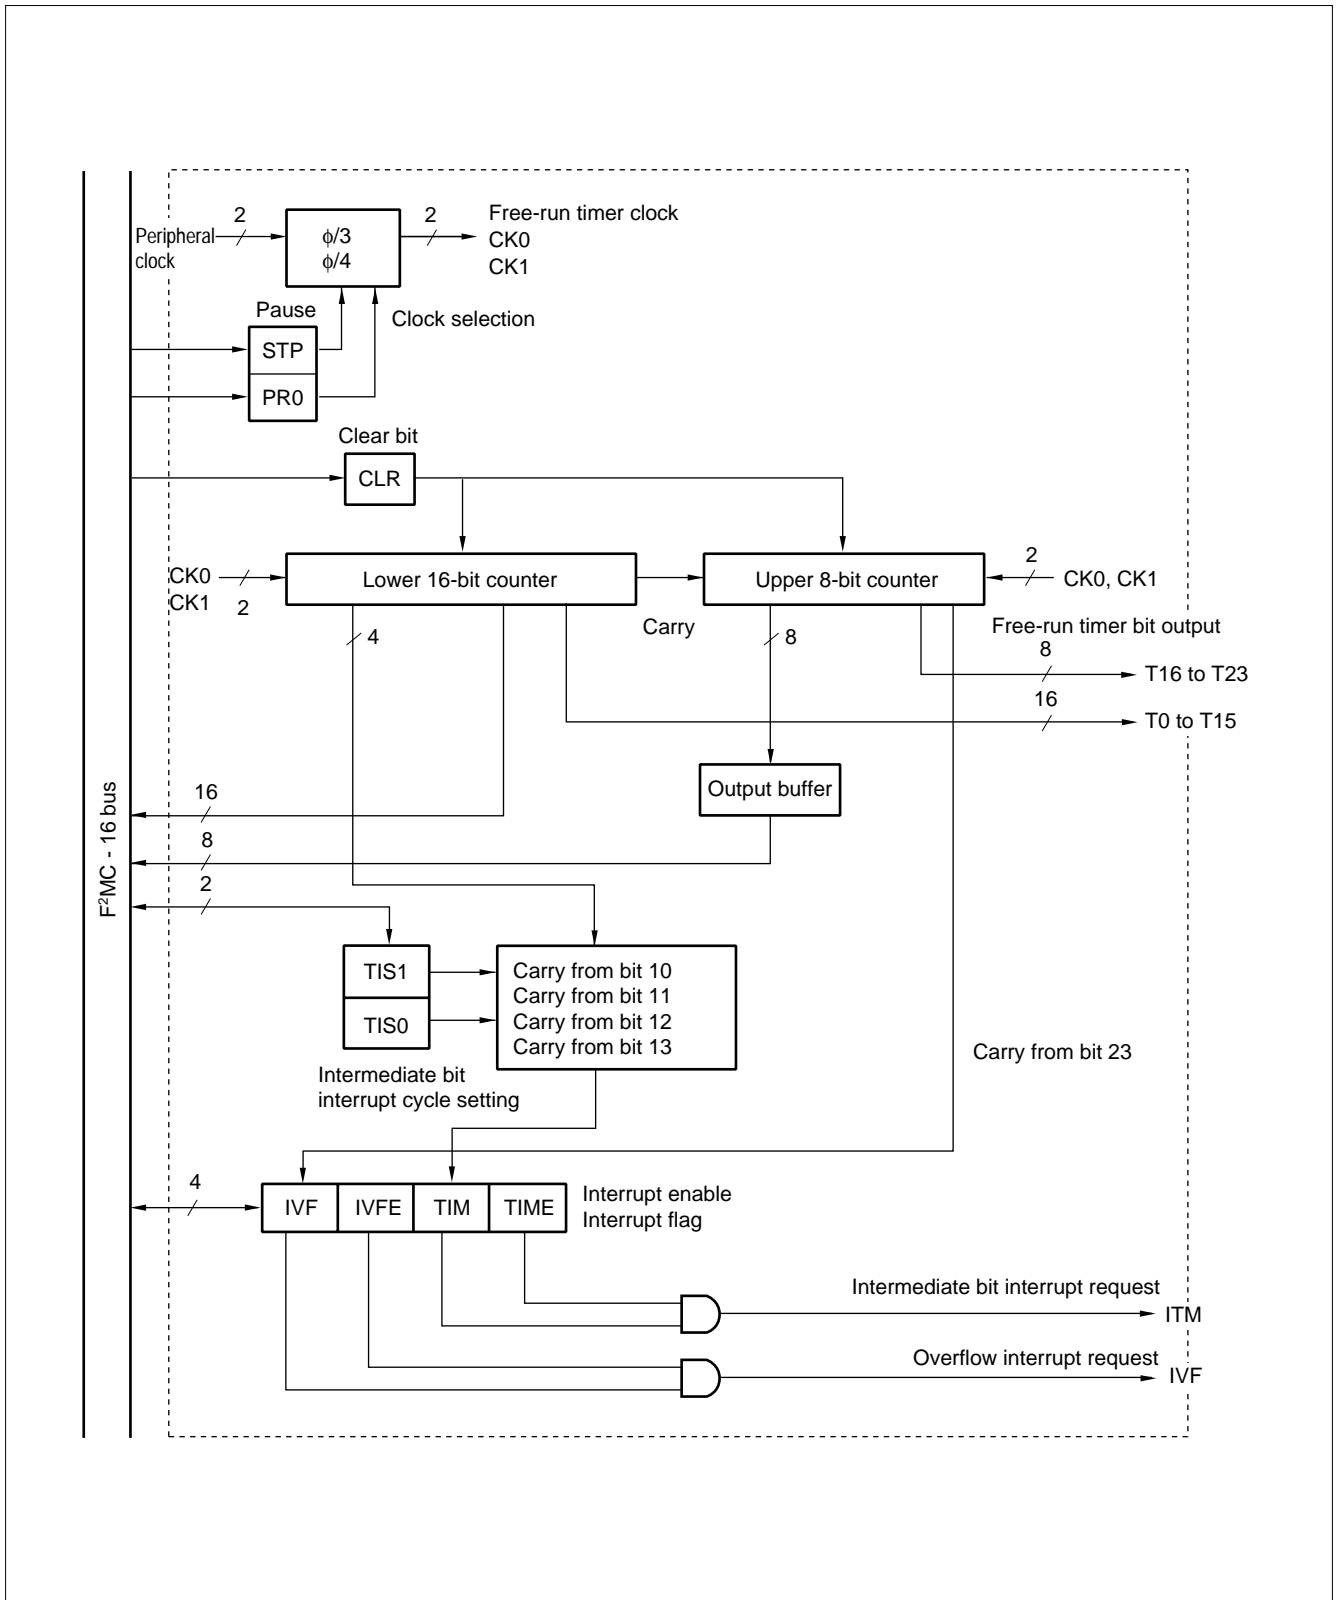 2
2
Free-run timer clock
Peripheral
clock
ϕ/3
ϕ/4
CK0
CK1
Pause
Clock selection
STP
PR0
Clear bit
CLR
CK0
CK1
2
Lower 16-bit counter
Upper 8-bit counter
2
CK0, CK1
4
Carry
8
Free-run timer bit output
8
T16 to T23
16
T0 to T15
Output buffer
16
8
2
F²MC - 16 bus
TIS1
TIS0
Carry from bit 10
Carry from bit 11
Carry from bit 12
Carry from bit 13
Carry from bit 23
Intermediate bit
interrupt cycle setting
4
IVF
IVFE
TIM
TIME
Interrupt enable
Interrupt flag
Intermediate bit interrupt request
ITM
Overflow interrupt request
IVF